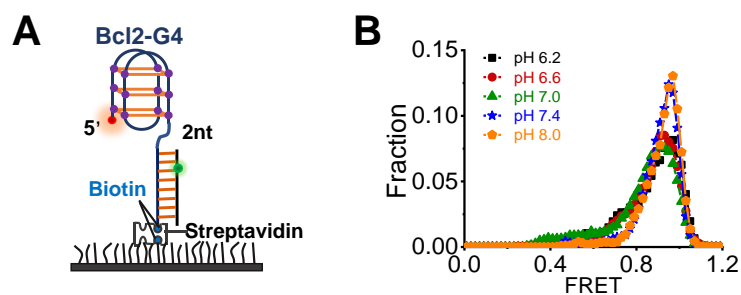 A
Bcl2-G4
5’
2nt
Biotin
Streptavidin
B
0.15
0.10
0.05
0.00
Fraction
pH 6.2
pH 6.6
pH 7.0
pH 7.4
pH 8.0
0.0 0.4 0.8 1.2
FRET